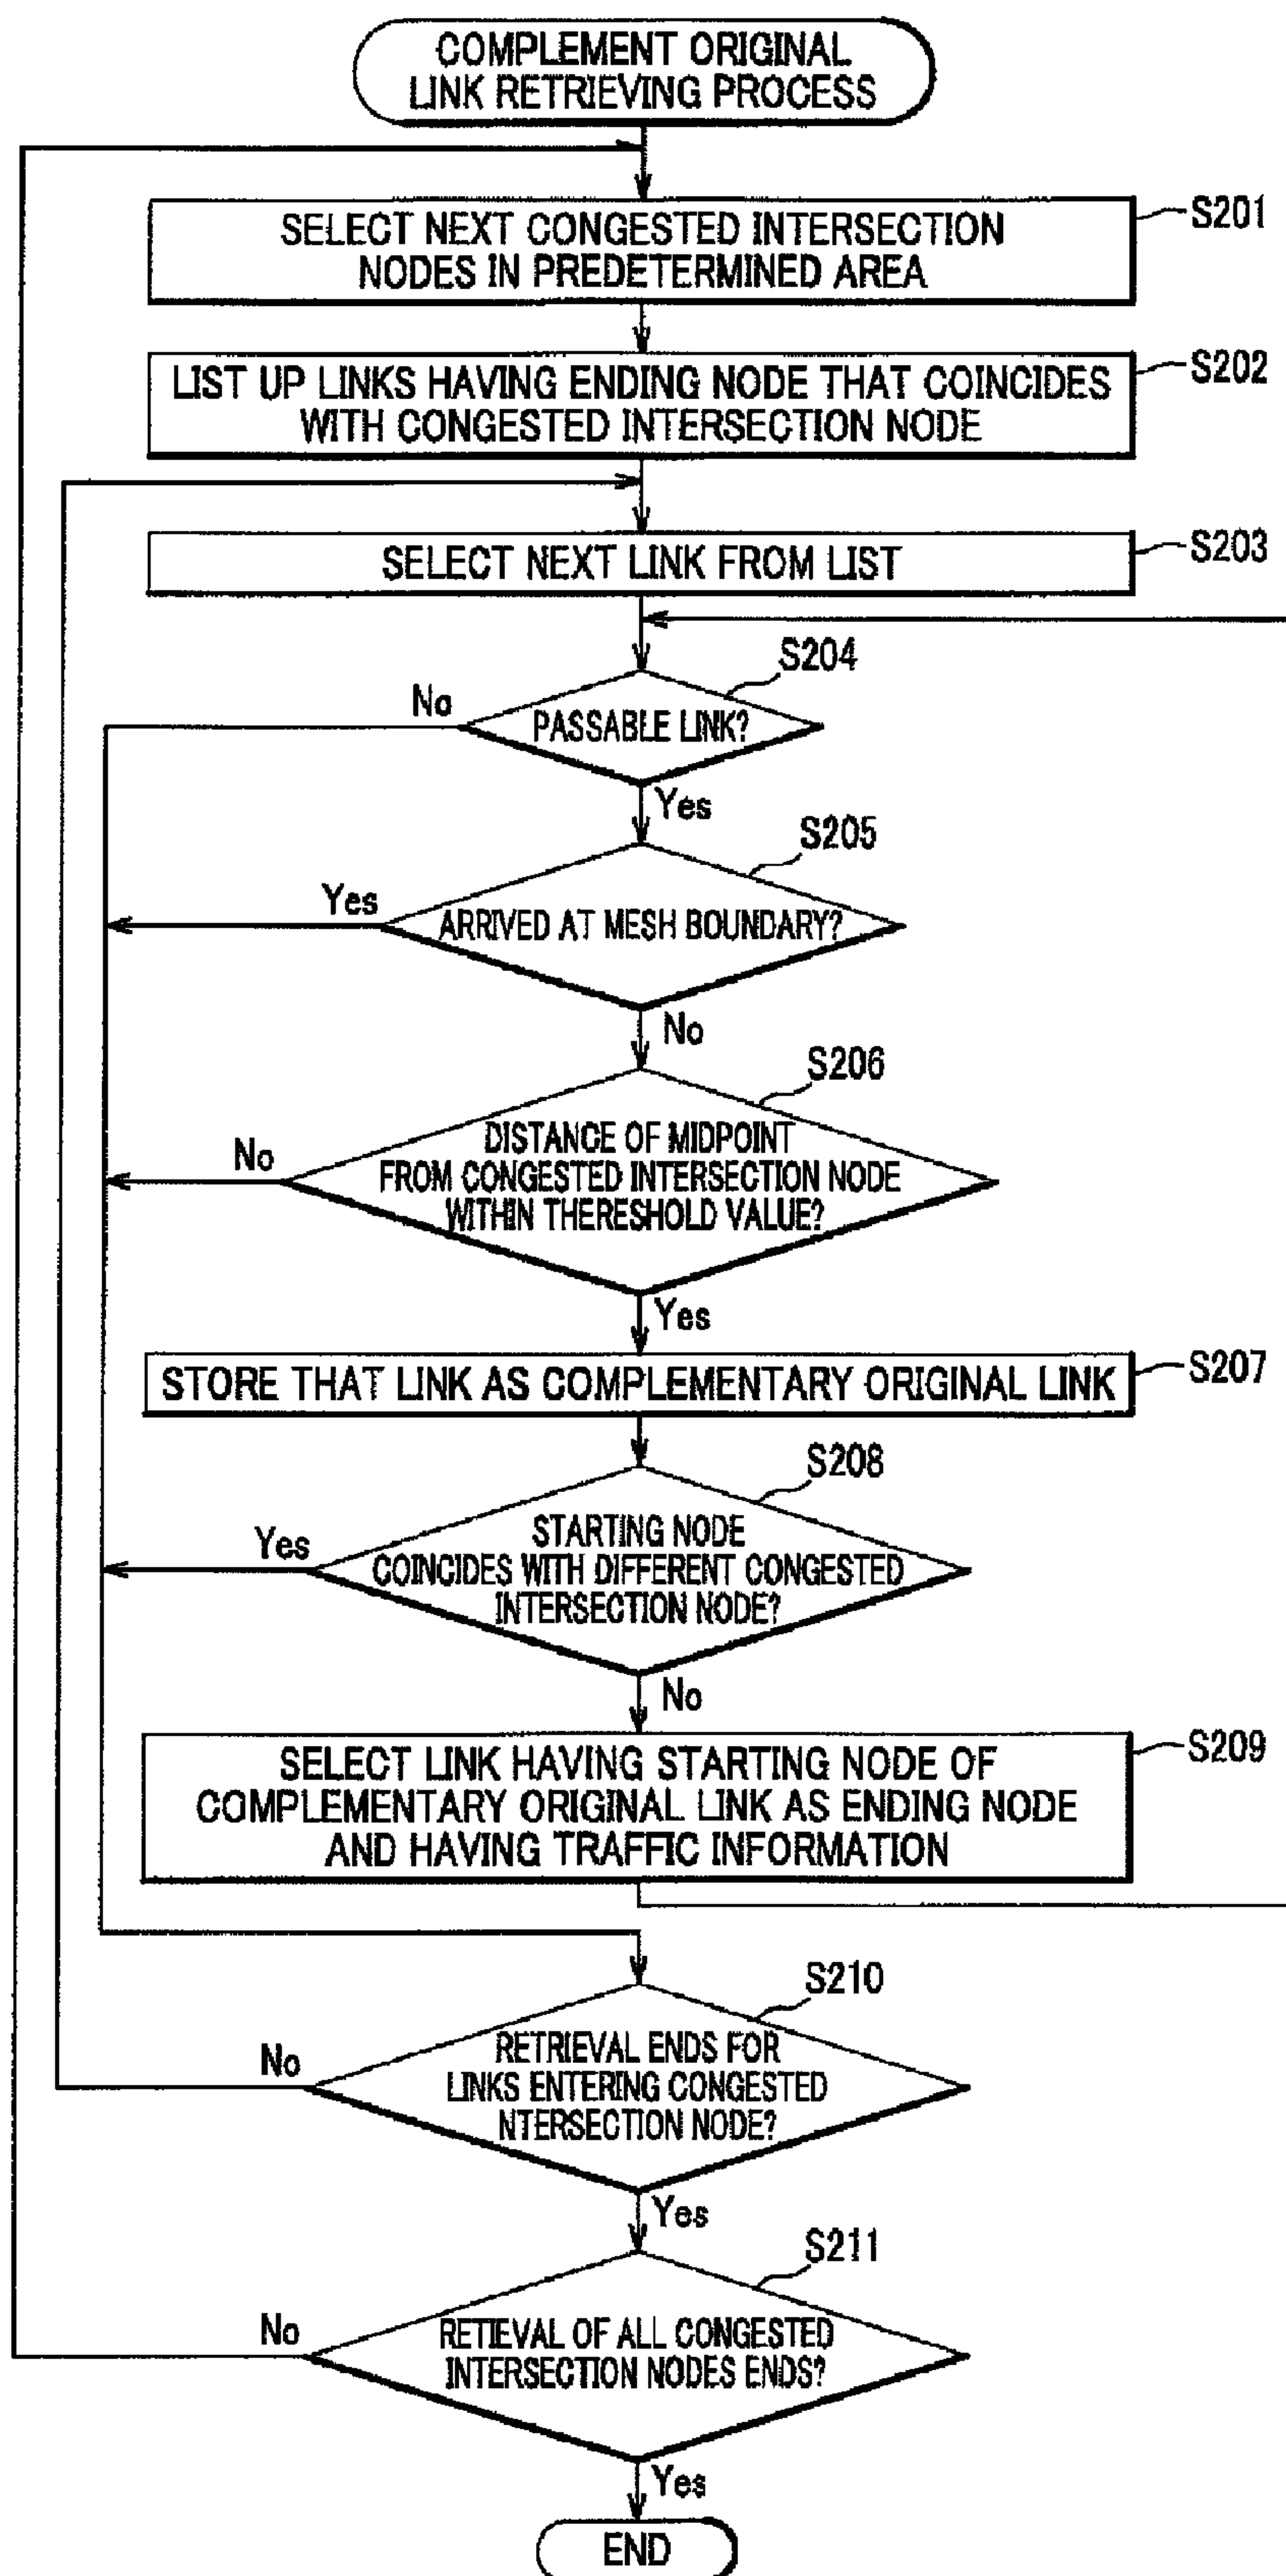 COMPLEMENT ORIGINAL
LINK RETRIEVING PROCESS
SELECT NEXT CONGESTED INTERSECTION
NODES IN PREDETERMINED AREA
S201
LIST UP LINKS HAVING ENDING NODE THAT COINCIDES
WITH CONGESTED INTERSECTION NODE
S202
SELECT NEXT LINK FROM LIST
S203
S204
No
PASSABLE LINK?
Yes
S205
Yes
ARRIVED AT MESH BOUNDARY?
No
S206
DISTANCE OF MIDPOINT
No
FROM CONGESTED INTERSECTION NODE
WITHIN THERESHOLD VALUE?
Yes
STORE THAT LINK AS COMPLEMENTARY ORIGINAL LINK
S207
S208
STARTING NODE
Yes
COINCIDES WITH DIFFERENT CONGESTED
INTERSECTION NODE?
No
SELECT LINK HAVING STARTING NODE OF
COMPLEMENTARY ORIGINAL LINK AS ENDING NODE
AND HAVING TRAFFIC INFORMATION
S209
S210
RETRIEVAL ENDS FOR
No
LINKS ENTERING CONGESTED
NTERSECTION NODE?
Yes
S211
No
RETIEVAL OF ALL CONGESTED
INTERSECTION NODES ENDS?
Yes
END